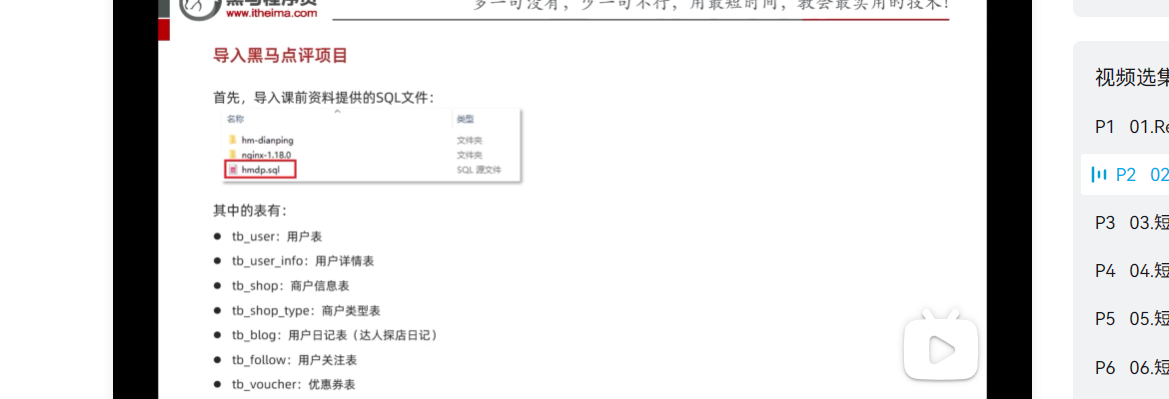 黑马程序员
www.itheima.com
多一句没有，少一句不行，用最短时间，教会最实用的技术！
导入黑马点评项目
首先，导入课前资料提供的SQL文件：
名称 类型
hm-dianping 文件夹
nginx-1.18.0 文件夹
hmdp.sql SQL 源文件
其中的表有：
● tb_user：用户表
● tb_user_info：用户详情表
● tb_shop：商户信息表
● tb_shop_type：商户类型表
● tb_blog：用户日记表（达人探店日记）
● tb_follow：用户关注表
● tb_voucher：优惠券表
视频选集
P1 01.Re
P2 02
P3 03.短
P4 04.短
P5 05.短
P6 06.短